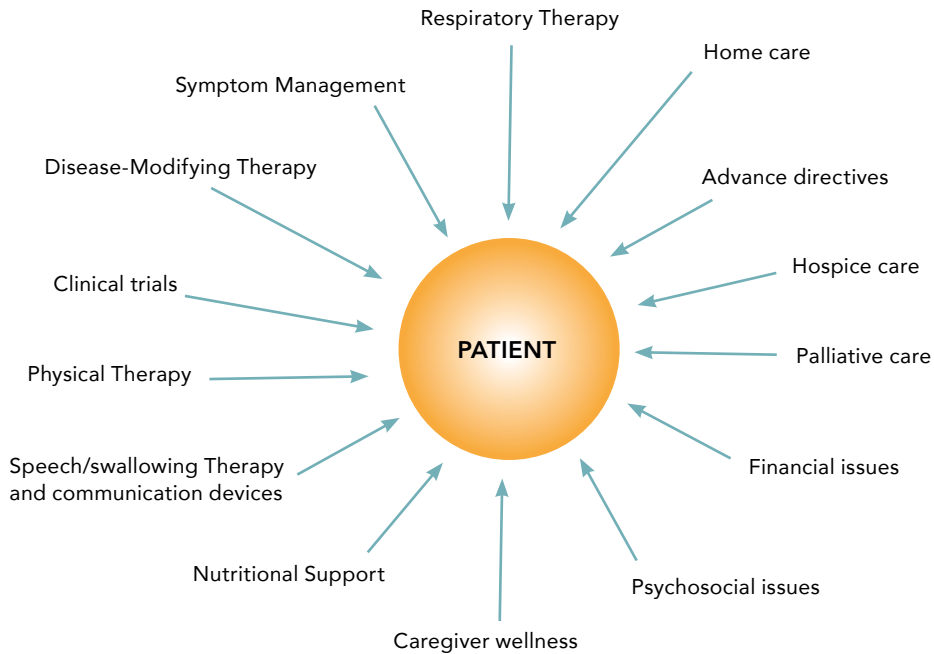 Respiratory Therapy
Home care
Symptom Management
Disease-Modifying Therapy
Advance directives
Hospice care
Clinical trials
PATIENT
Palliative care
Physical Therapy
Speech/swallowing Therapy
and communication devices
Financial issues
Nutritional Support
Psychosocial issues
Caregiver wellness